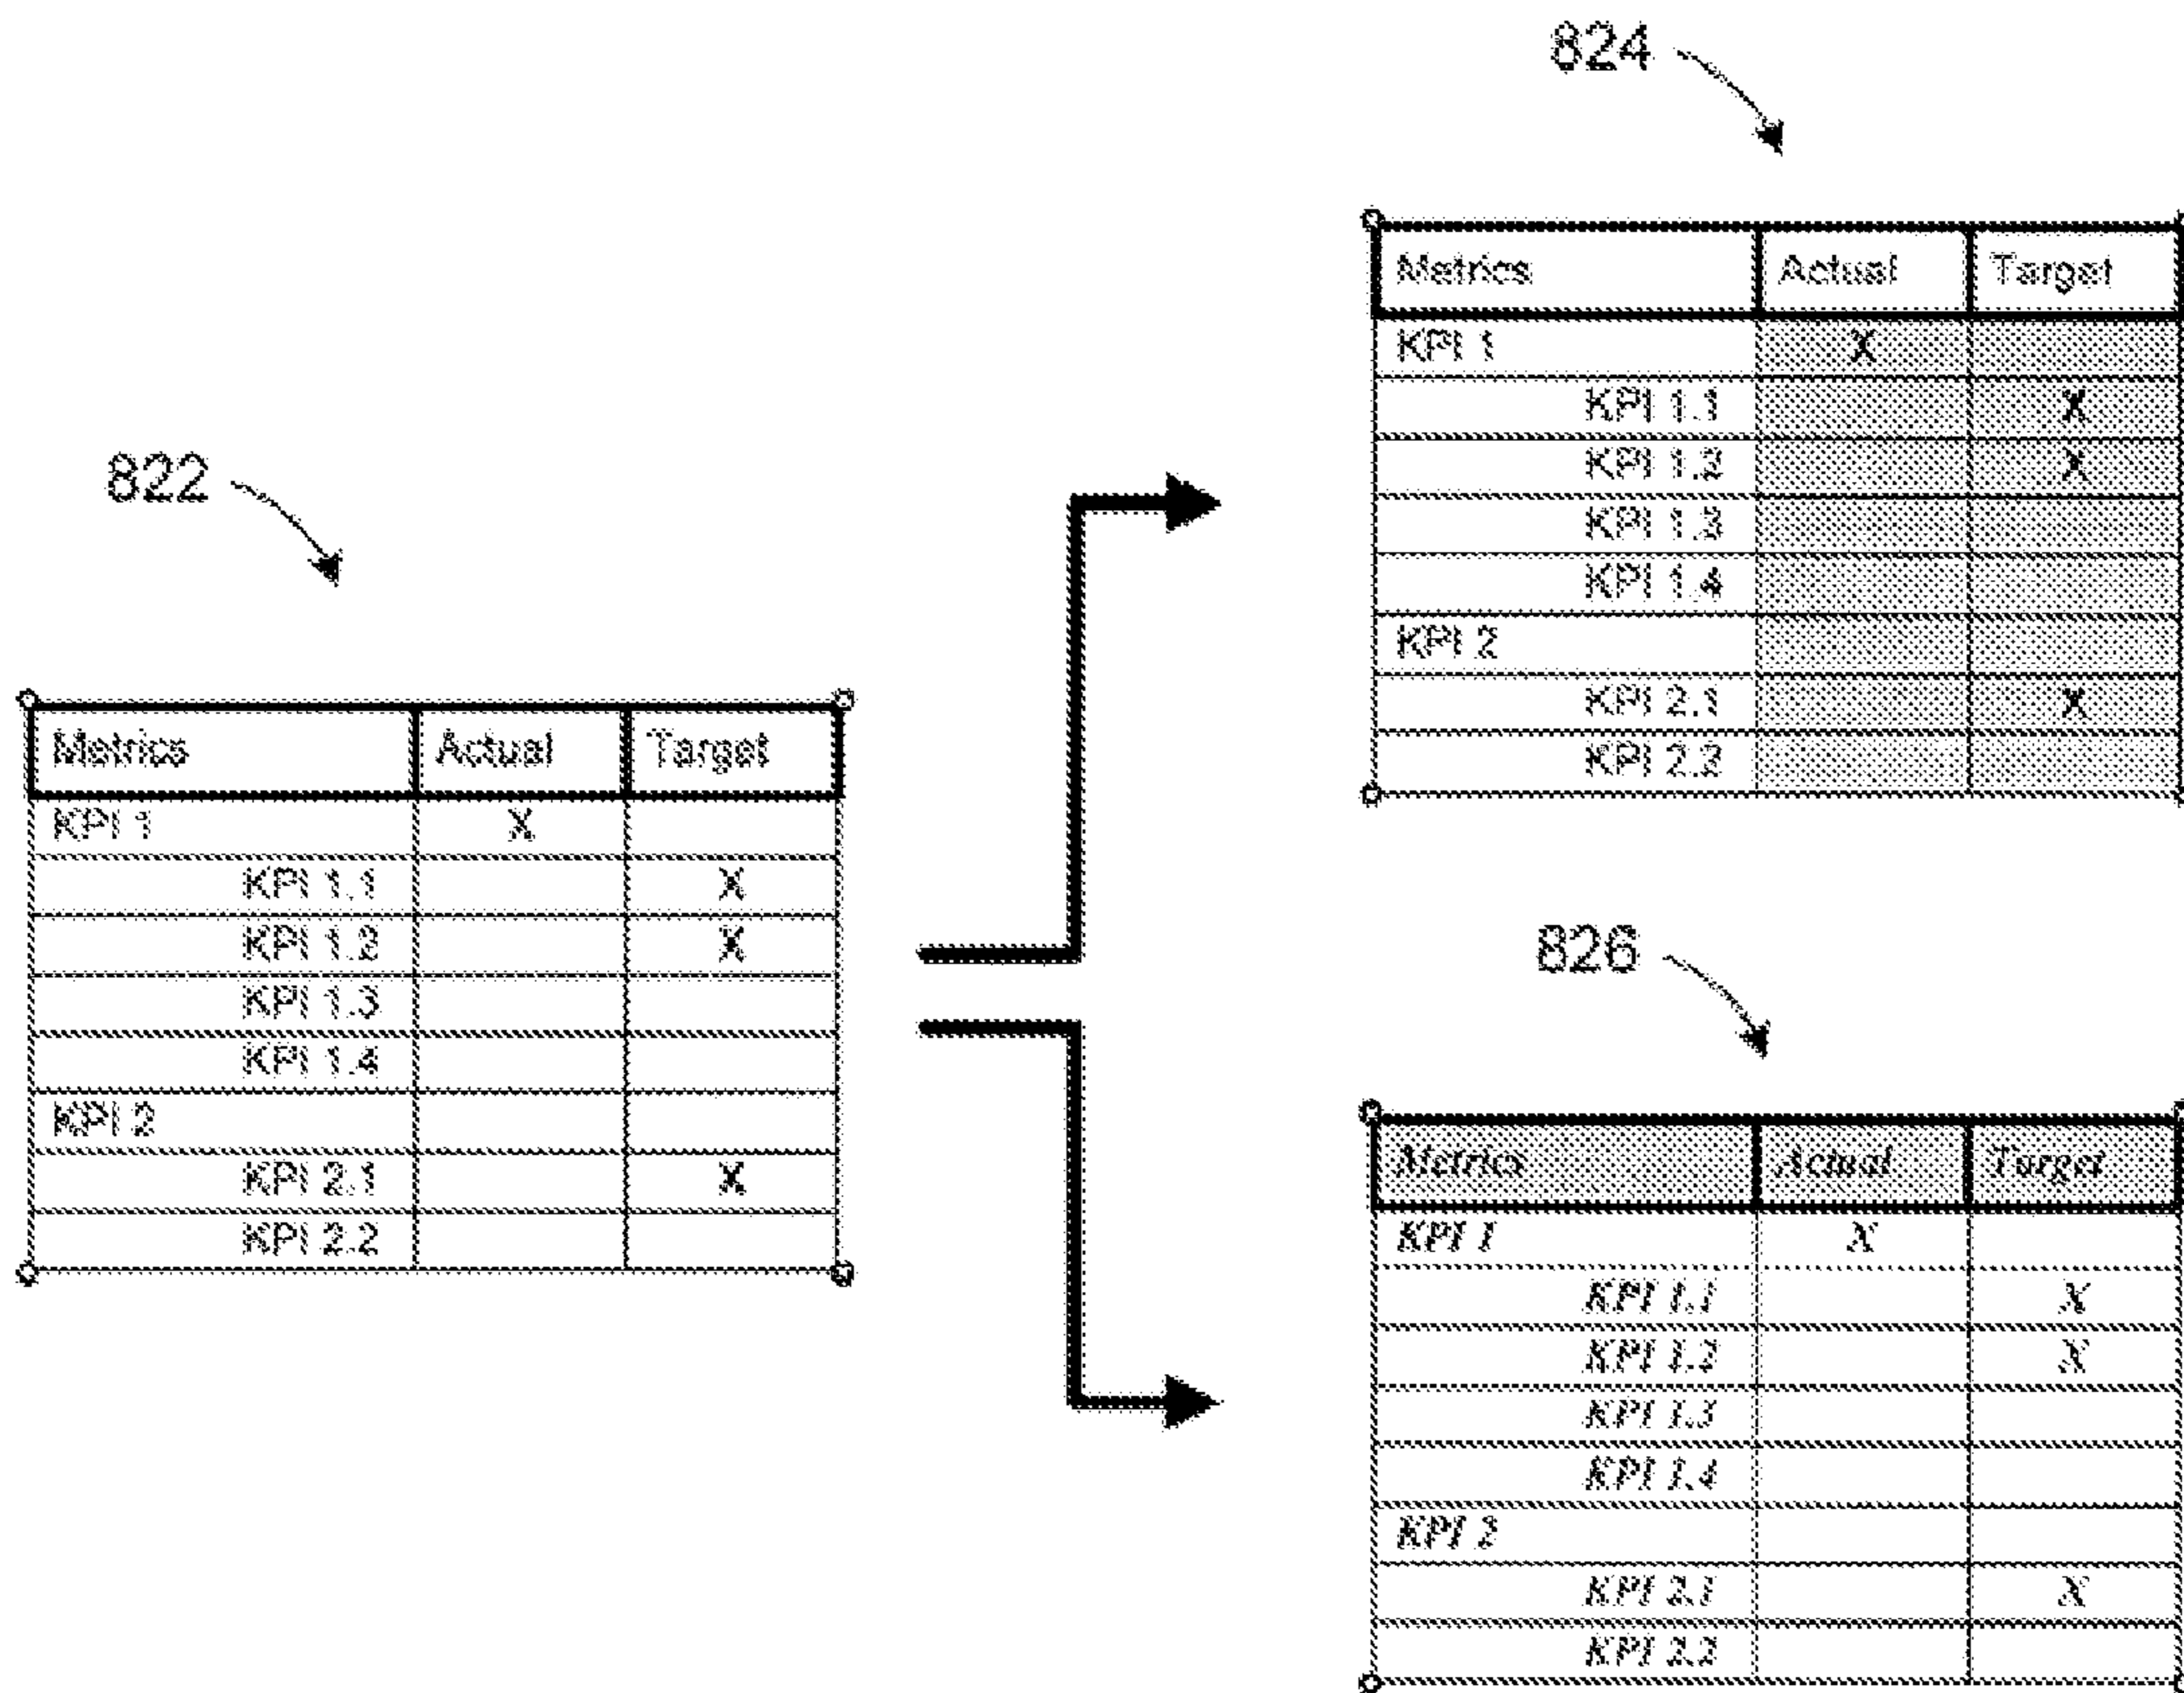 822
Metrics Actual Target
KPI 1 X
KPI 1.1 X
KPI 1.2 X
KPI 1.3
KPI 1.4
KPI 2
KPI 2.1 X
KPI 2.2
824
Metrics Actual Target
KPI 1 X
KPI 1.1 X
KPI 1.2 X
KPI 1.3
KPI 1.4
KPI 2
KPI 2.1 X
KPI 2.2
826
Metrics Actual Target
KPI 1 X
KPI 1.1 X
KPI 1.2 X
KPI 1.3
KPI 1.4
KPI 2
KPI 2.1 X
KPI 2.2